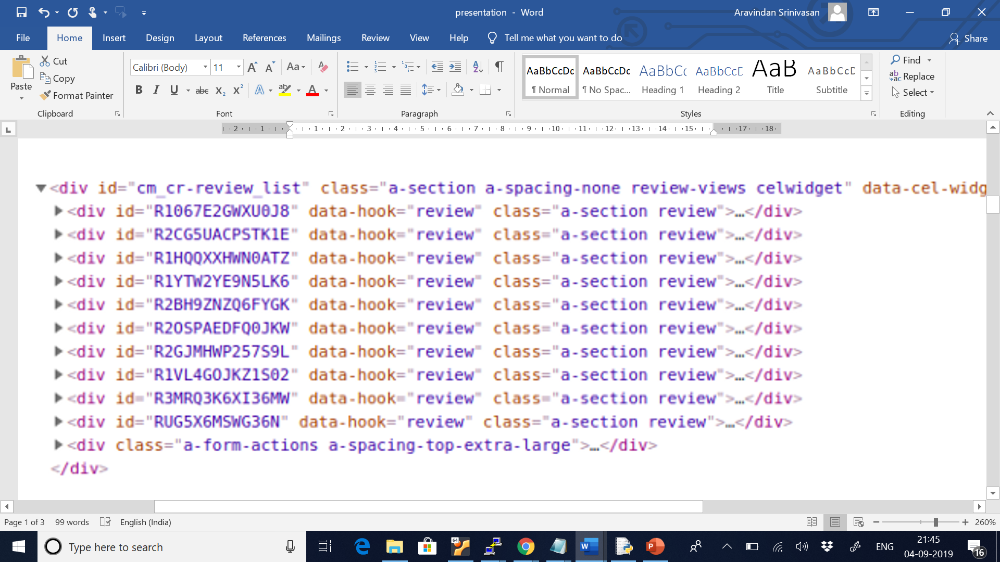 presentation - Word
Aravindan Srinivasan
File Home Insert Design Layout References Mailings Review View Help Tell me what you want to do Share
Paste
Cut
Copy
Format Painter
Clipboard
Calibri (Body) 11
Font
Paragraph
AaBbCcDc AaBbCcDc AaBbCc AaBbCcD AaB AaBbCcD
¶ Normal ¶ No Spac... Heading 1 Heading 2 Title Subtitle
Styles
Find
Replace
Select
Editing
2 1 1 2 3 4 5 6 7 8 9 10 11 12 13 14 15 17 18
<div id="cm_cr-review_list" class="a-section a-spacing-none review-views celwidget" data-cel-widg
<div id="R1067E2GWXU0J8" data-hook="review" class="a-section review">…</div>
<div id="R2CG5UACPSTK1E" data-hook="review" class="a-section review">…</div>
<div id="R1HQQXXHWN0ATZ" data-hook="review" class="a-section review">…</div>
<div id="R1YTW2YE9N5LK6" data-hook="review" class="a-section review">…</div>
<div id="R2BH9ZNZQ6FYGK" data-hook="review" class="a-section review">…</div>
<div id="R2OSPAEDFQ0JKW" data-hook="review" class="a-section review">…</div>
<div id="R2GJMHWP257S9L" data-hook="review" class="a-section review">…</div>
<div id="R1VL4GOJKZ1S02" data-hook="review" class="a-section review">…</div>
<div id="R3MRQ3K6XI36MW" data-hook="review" class="a-section review">…</div>
<div id="RUG5X6MSWG36N" data-hook="review" class="a-section review">…</div>
<div class="a-form-actions a-spacing-top-extra-large">…</div>
</div>
Page 1 of 3 99 words English (India) 260%
Type here to search
ENG
21:45
04-09-2019
16